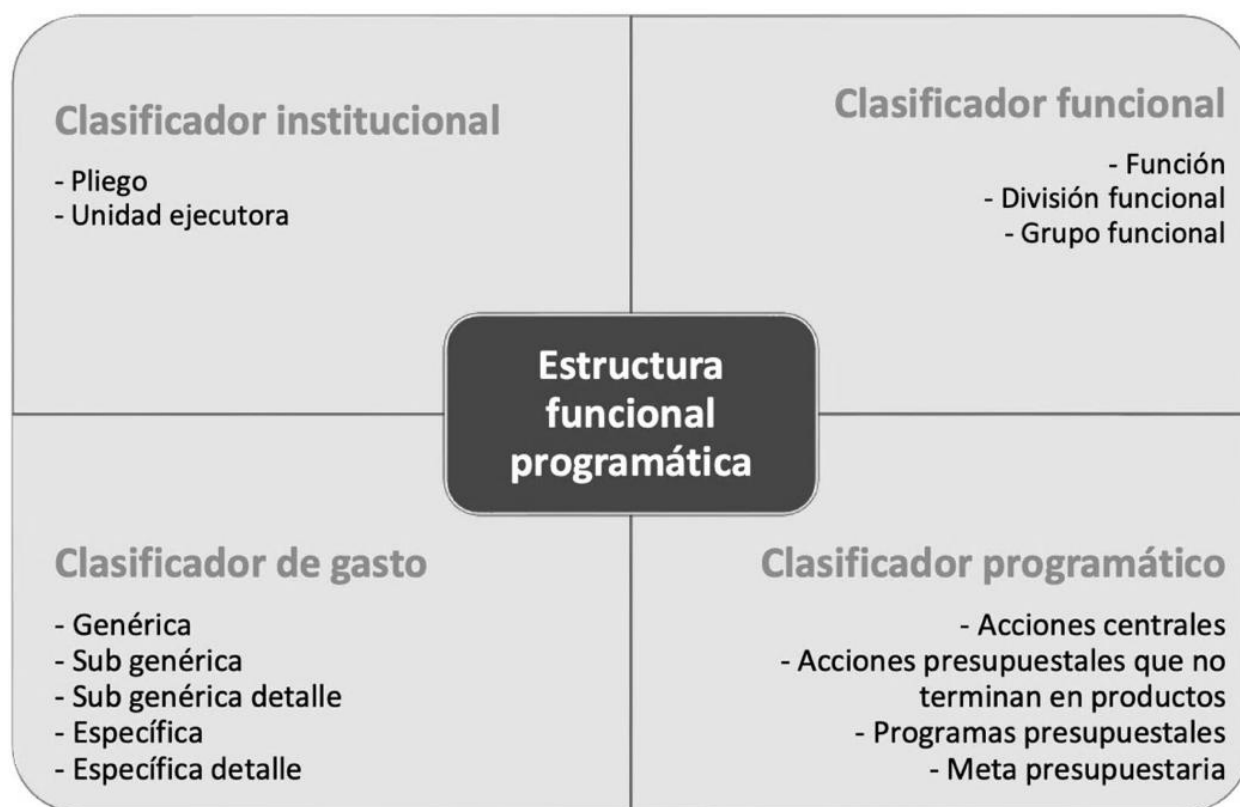 Clasificador institucional
- Pliego
- Unidad ejecutora
Clasificador funcional
- Función
- División funcional
- Grupo funcional
Estructura
funcional
programática
Clasificador de gasto
- Genérica
- Sub genérica
- Sub genérica detalle
- Específica
- Específica detalle
Clasificador programático
- Acciones centrales
- Acciones presupuestales que no
terminan en productos
- Programas presupuestales
- Meta presupuestaria